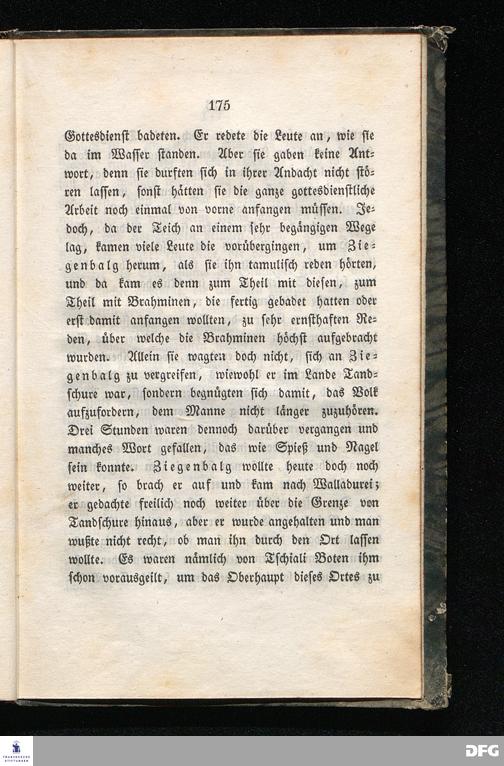 175
Gottesdienst badeten. Er redete die Leute an, wie sie
da im Wasser standen. Aber sie gaben keine Ant-
wort, denn sie durften sich in ihrer Andacht nicht stö-
ren lassen, sonst hätten sie die ganze gottesdienstliche
Arbeit noch einmal von vorne anfangen müssen. Je-
doch, da der Teich an einem sehr begängigen Wege
lag, kamen viele Leute die vorübergingen, um Zie-
genbalg herum, als sie ihn tamulisch reden hörten,
und da kam es denn zum Theil mit diesen, zum
Theil mit Brahminen, die fertig gebadet hatten oder
erst damit anfangen wollten, zu sehr ernsthaften Re-
den, über welche die Brahminen höchst aufgebracht
wurden. Allein sie wagten doch nicht, sich an Zie-
genbalg zu vergreifen, wiewohl er im Lande Tand-
schure war, sondern begnügten sich damit, das Volk
aufzufordern, dem Manne nicht länger zuzuhören.
Drei Stunden waren dennoch darüber vergangen und
manches Wort gefallen, das wie Spieß und Nagel
sein konnte. Ziegenbalg wollte heute doch noch
weiter, so brach er auf und kam nach Walladurei;
er gedachte freilich noch weiter über die Grenze von
Tandschure hinaus, aber er wurde angehalten und man
wußte nicht recht, ob man ihn durch den Ort lassen
wollte. Es waren nämlich von Tschiali Boten ihm
schon vorausgeilt, um das Oberhaupt dieses Ortes zu
FRANCKESCHE
STIFTUNGEN
DFG